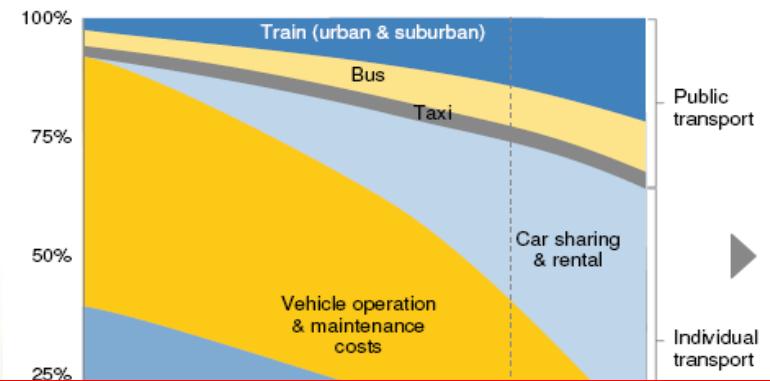 100%
Train (urban & suburban)
Bus
Public
transport
Taxi
75%
Car sharing
& rental
50%
Vehicle operation
& maintenance
costs
Individual
transport
25%